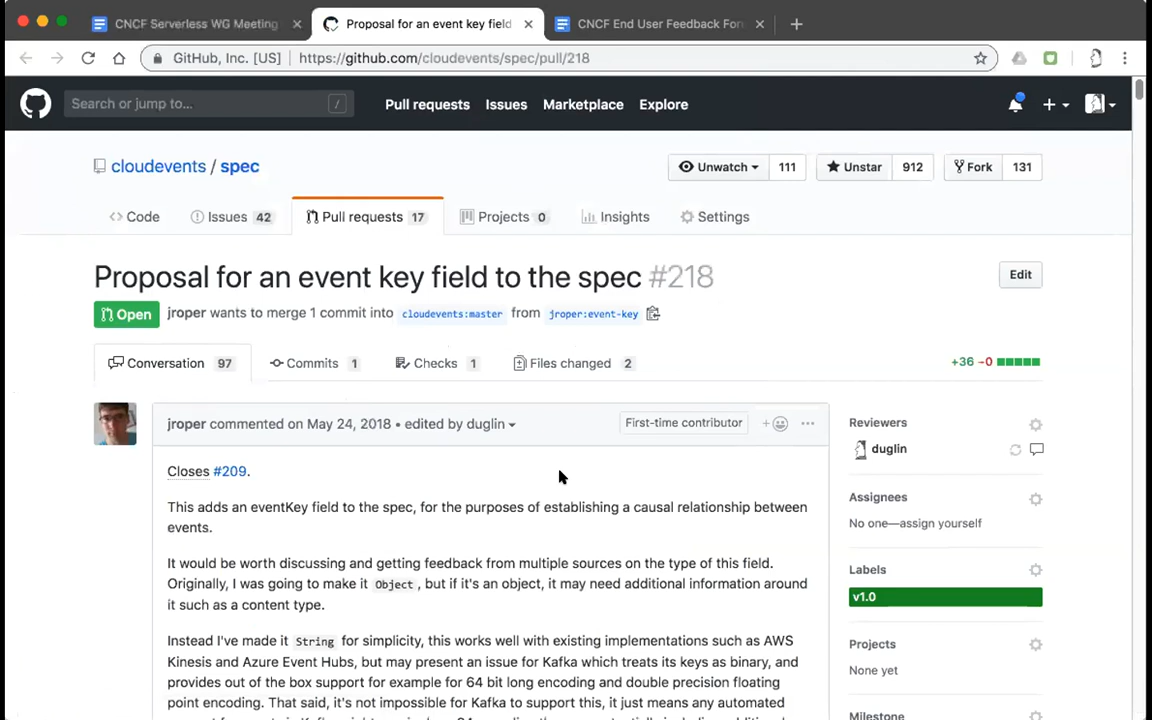 CNCF Serverless WG Meeting
Proposal for an event key field
CNCF End User Feedback For
GitHub, Inc. [US]
https://github.com/cloudevents/spec/pull/218
Search or jump to...
/
Pull requests
Issues
Marketplace
Explore
cloudevents / spec
Unwatch 111
Unstar 912
Fork 131
Code
Issues 42
Pull requests 17
Projects 0
Insights
Settings
Proposal for an event key field to the spec #218
Edit
Open
jroper wants to merge 1 commit into cloudevents:master from jroper:event-key
Conversation 97
Commits 1
Checks 1
Files changed 2
+36 −0
jroper commented on May 24, 2018 • edited by duglin
First-time contributor
Closes #209.
This adds an eventKey field to the spec, for the purposes of establishing a causal relationship between
events.
It would be worth discussing and getting feedback from multiple sources on the type of this field.
Originally, I was going to make it Object, but if it's an object, it may need additional information around
it such as a content type.
Instead I've made it String for simplicity, this works well with existing implementations such as AWS
Kinesis and Azure Event Hubs, but may present an issue for Kafka which treats its keys as binary, and
provides out of the box support for example for 64 bit long encoding and double precision floating
point encoding. That said, it's not impossible for Kafka to support this, it just means any automated
Reviewers
duglin
Assignees
No one—assign yourself
Labels
v1.0
Projects
None yet
Milestone